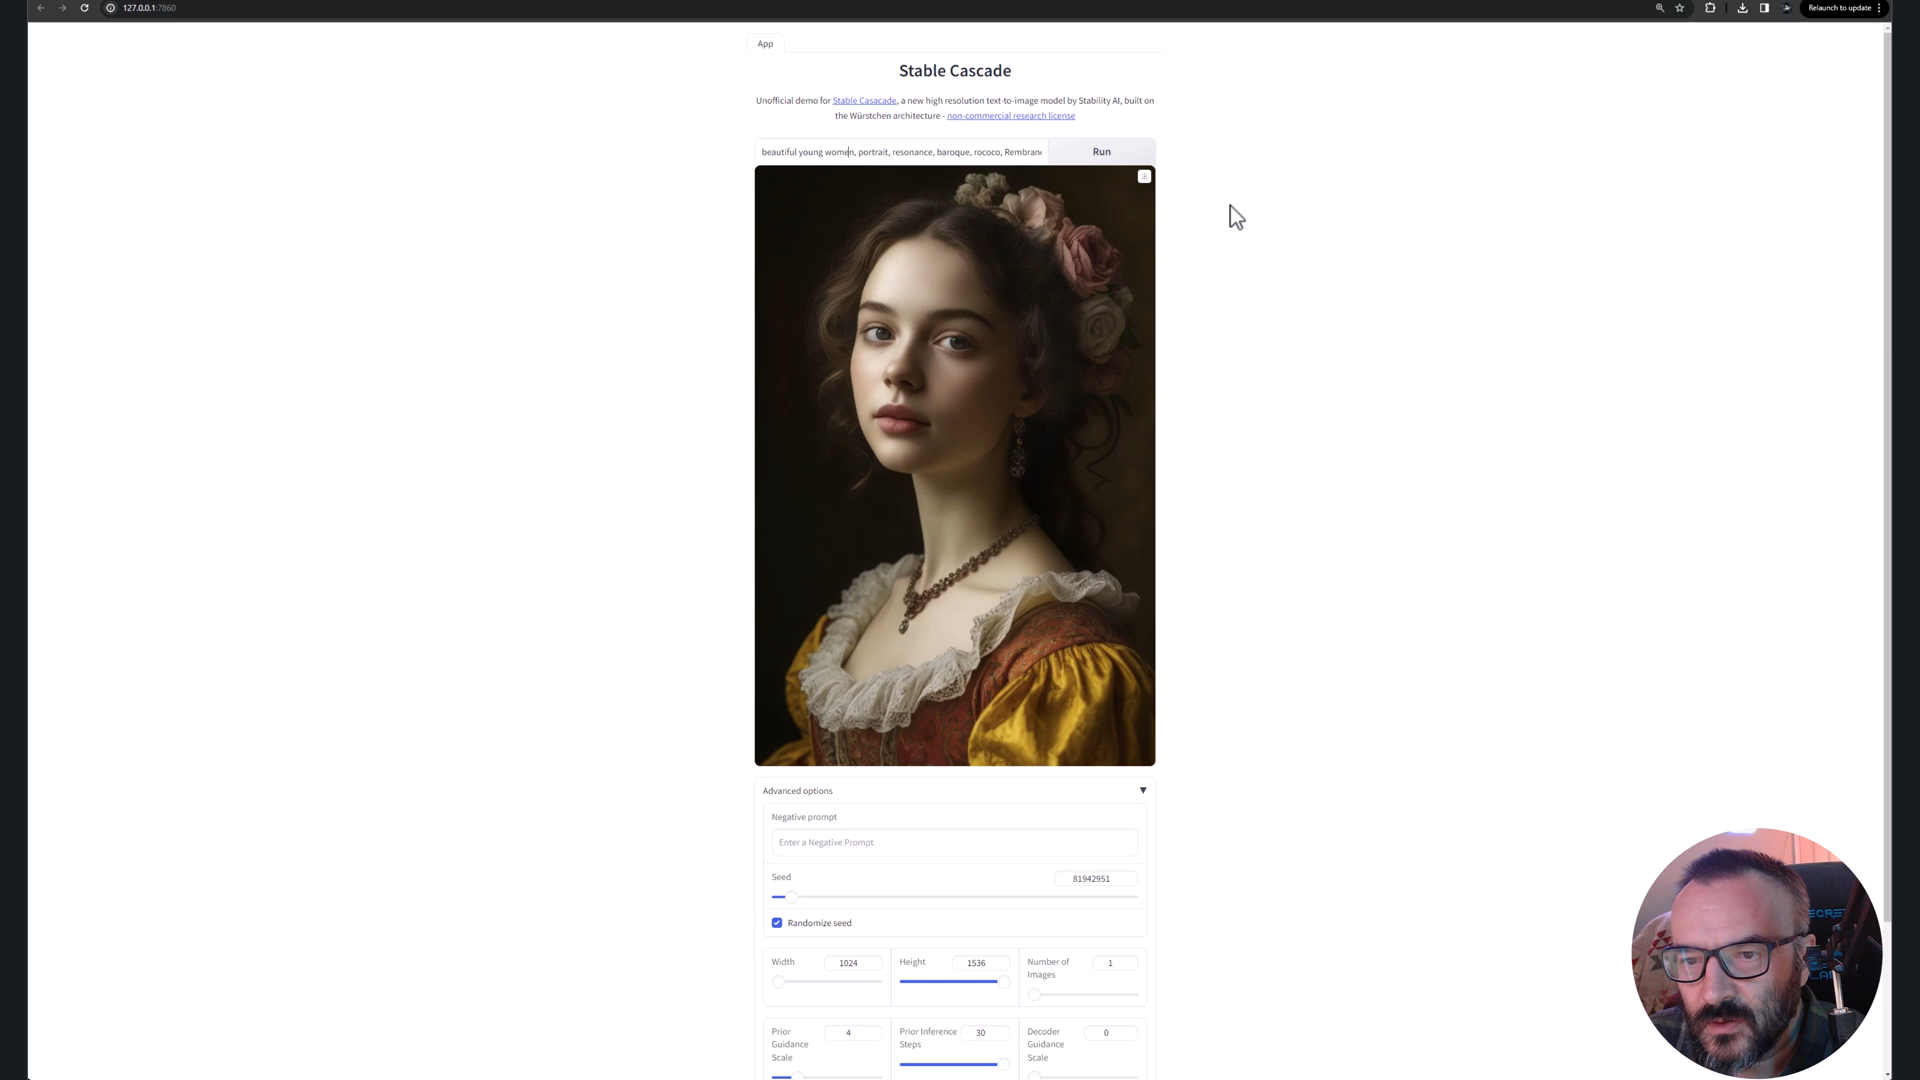 127.0.0.1:7860
Relaunch to update
App
Stable Cascade
Unofficial demo for Stable Casacade, a new high resolution text-to-image model by Stability AI, built on
the Würstchen architecture - non-commercial research license
beautiful young women, portrait, resonance, baroque, rococo, Rembran
Run
Advanced options
Negative prompt
Enter a Negative Prompt
Seed
81942951
Randomize seed
Width
1024
Height
1536
Number of
Images
1
Prior
Guidance
Scale
4
Prior Inference
Steps
30
Decoder
Guidance
Scale
0